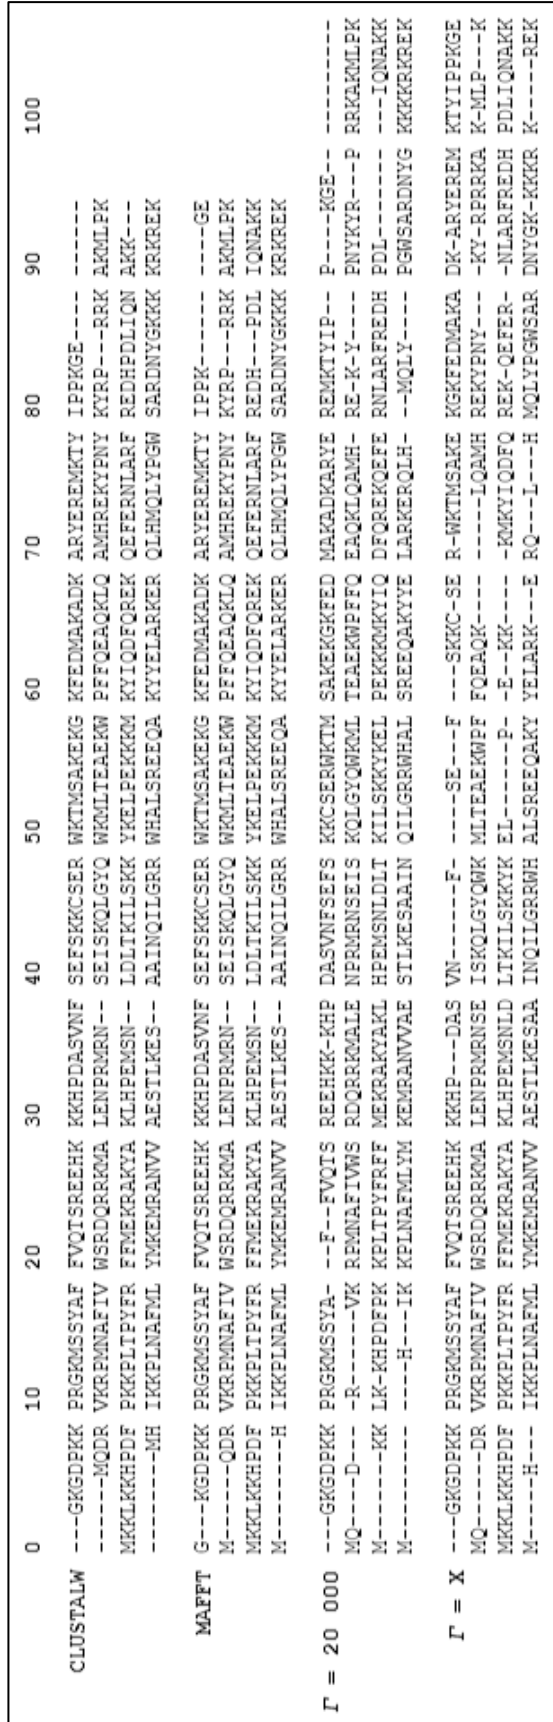 0 10 20 30 40 50 60 70 80 90 100
CLUSTALW ---GKGDPKK PRGKMSSYAF FVQTSREEHK KKHPDASVNF SEFSKKCSER WKTMSAKEKG KFEDMAKADK ARYEREMKTY IPPKGE---- ------
------MQDR VKRPMNAFIV WSRDQRRKMA LENPRMRN-- SEISKQLGYQ WKMLTEAEKW PFFQEAQKLQ AMHREKYPNY KYRP---RRK AKMLPK
MKKLKKHPDF PKKPLTPYFR FFMEKRAKYA KLHPEMSN-- LDLTKILSKK YKELPEKKKM KYIQDFQREK QEFERNLARF REDHPDLIQN AKK---
--------MH IKKPLNAFML YMKEMRANVV AESTLKES-- AAINQILGRR WHALSREEQA KYYELARKER QLHMQLYPGW SARDNYGKKK KRKREK
MAFFT G---KGDPKK PRGKMSSYAF FVQTSREEHK KKHPDASVNF SEFSKKCSER WKTMSAKEKG KFEDMAKADK ARYEREMKTY IPPK------ ----GE
M------QDR VKRPMNAFIV WSRDQRRKMA LENPRMRN-- SEISKQLGYQ WKMLTEAEKW PFFQEAQKLQ AMHREKYPNY KYRP---RRK AKMLPK
MKKLKKHPDF PKKPLTPYFR FFMEKRAKYA KLHPEMSN-- LDLTKILSKK YKELPEKKKM KYIQDFQREK QEFERNLARF REDH---PDL IQNAKK
M--------H IKKPLNAFML YMKEMRANVV AESTLKES-- AAINQILGRR WHALSREEQA KYYELARKER QLHMQLYPGW SARDNYGKKK KRKREK
Γ = 20 000 ---GKGDPKK PRGKMSSYA- --F--FVQTS REEHKK-KHP DASVNFSEFS KKCSERWKTM SAKEKGKFED MAKADKARYE REMKTYIP-- P----KGE-- ----------
MQ----D--- -R------VK RPMNAFIVWS RDQRRKMALE NPRMRNSEIS KQLGYQWKML TEAEKWPFFQ EAQKLQAMH- RE-K-Y---- PNYKYR---P RRKAKMLPK
M-------KK LK-KHPDFPK KPLTPYFRFF MEKRAKYAKL HPEMSNLDLT KILSKKYKEL PEKKKMKYIQ DFQREKQEFE RNLARFREDH PDL------- ---IQNAKK
M--------- ----H---IK KPLNAFMLYM KEMRANVVAE STLKESAAIN QILGRRWHAL SREEQAKYYE LARKERQLH- --MQLY---- PGWSARDNYG KKKKRKREK
Γ = X ---GKGDPKK PRGKMSSYAF FVQTSREEHK KKHP---DAS VN------F- -----SE---F ---SKKC-SE R-WKTMSAKE KGKFEDMAKA DK-ARYEREM KTYIPPKGE
MQ------DR VKRPMNAFIV WSRDQRRKMA LENPRMRNSE ISKQLGYQWK MLTEAEKWPF FQEAQK---- -----LQAMH REKYPNY--- -KY-RPRRKA K-MLP---K
MKKLKKHPDF PKKPLTPYFR FFMEKRAKYA KLHPEMSNLD LTKILSKKYK EL------P- -E--KK---- -KMKYIQDFQ REK-QEFER- -NLARFREDH PDLIQNAKK
M-----H--- IKKPLNAFML YMKEMRANVV AESTLKESAA INQILGRRWH ALSREEQAKY YELARK---E RQ---L---H MQLYPGWSAR DNYGK-KKKR K-----REK